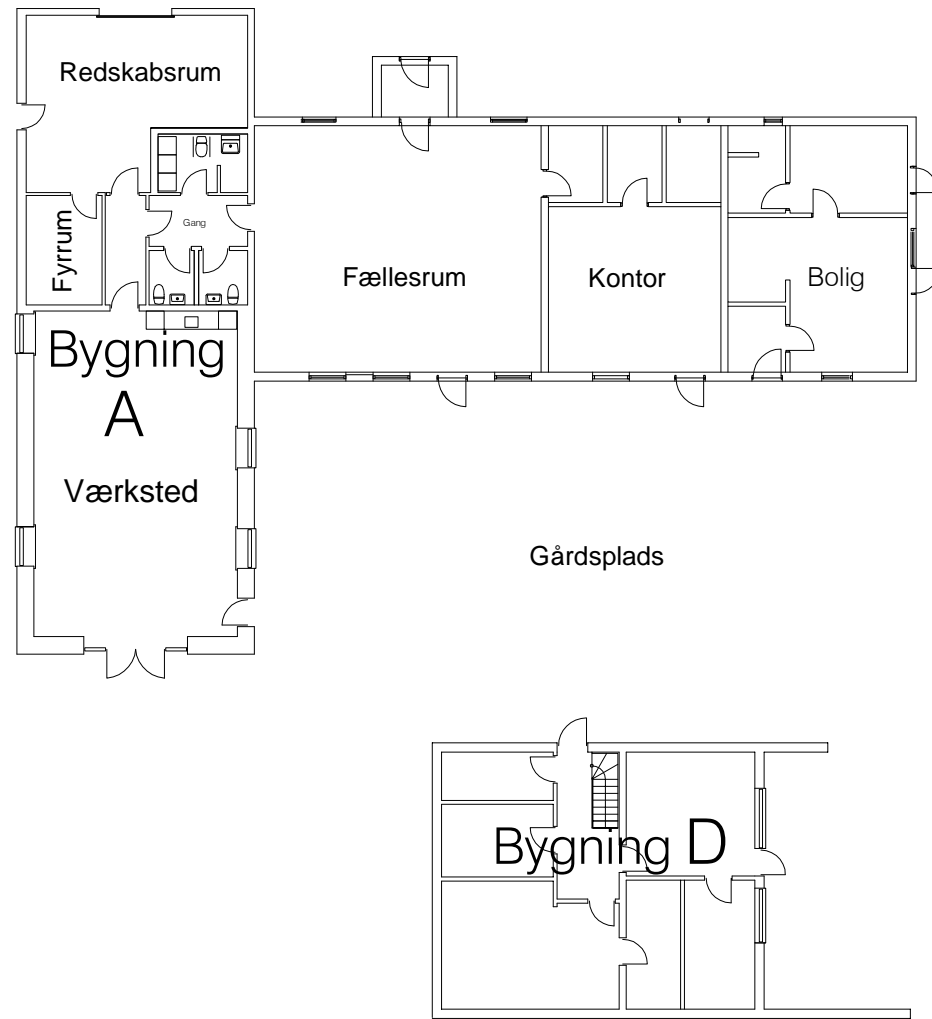 Redskabsrum
Gang
Fyrrum
Fællesrum
Kontor
Bolig
Bygning
A
Værksted
Gårdsplads
Bygning D